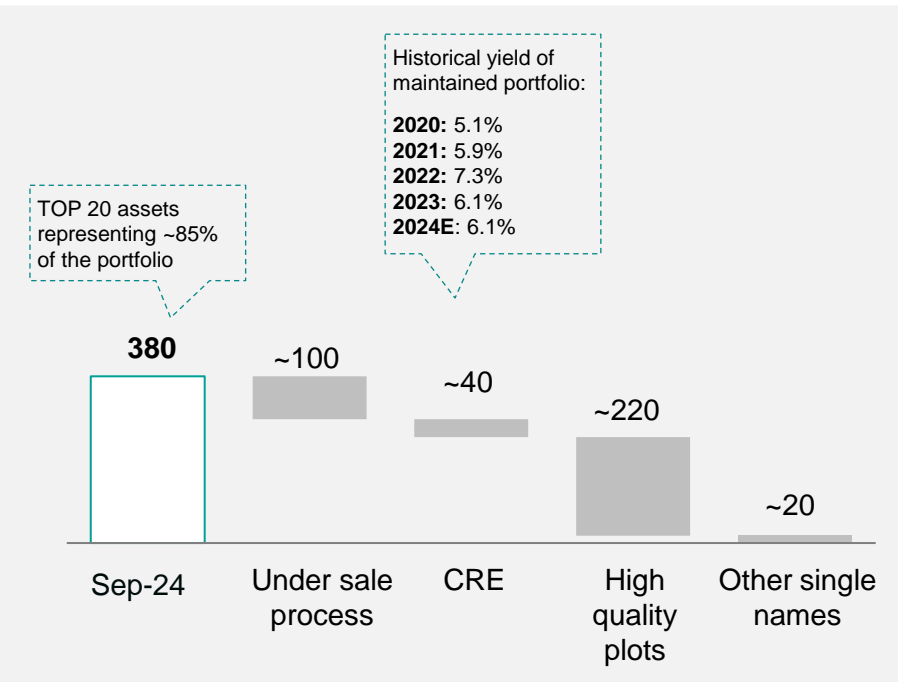 Historical yield of
maintained portfolio:
2020: 5.1%
2021: 5.9%
2022: 7.3%
2023: 6.1%
2024E: 6.1%
TOP 20 assets
representing ~85%
of the portfolio
380
~100
~40
~220
~20
Sep-24
Under sale
process
CRE
High
quality
plots
Other single
names